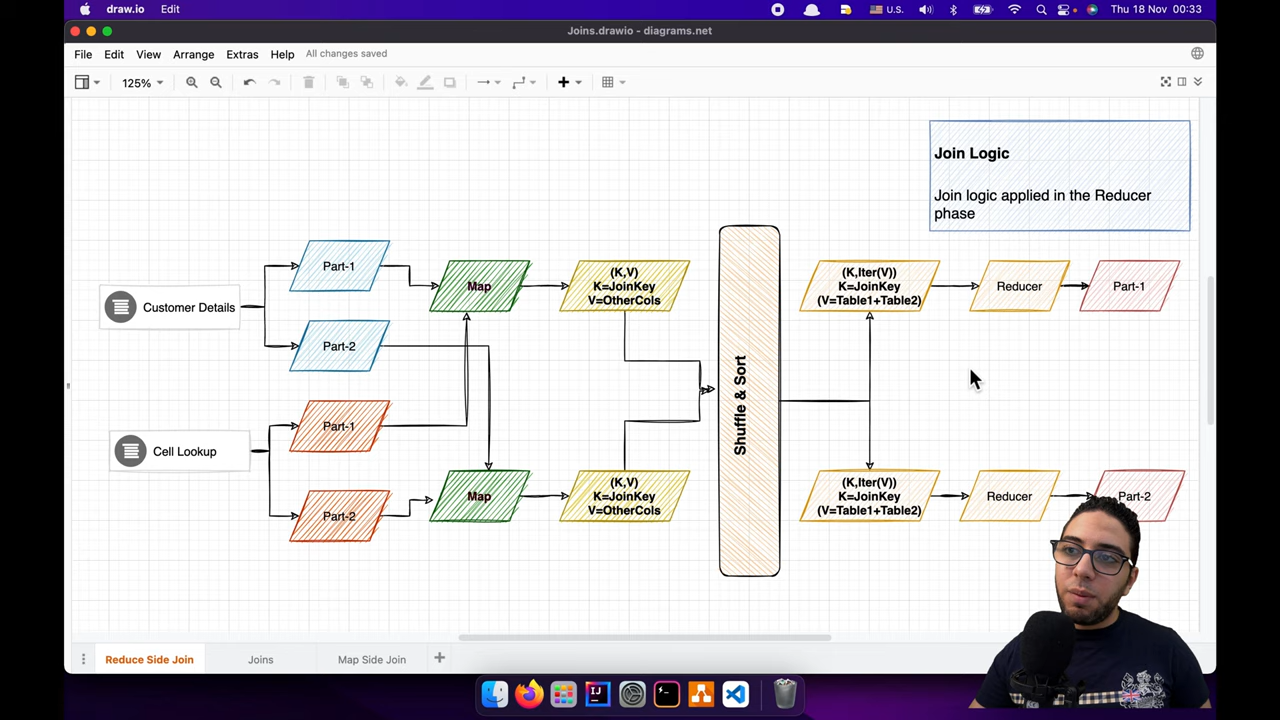 draw.io Edit
U.S.
Thu 18 Nov 00:33
Joins.drawio - diagrams.net
File Edit View Arrange Extras Help All changes saved
125%
Join Logic
Join logic applied in the Reducer
phase
Customer Details
Cell Lookup
Part-1
Part-2
Part-1
Part-2
Map
Map
(K,V)
K=JoinKey
V=OtherCols
(K,V)
K=JoinKey
V=OtherCols
Shuffle & Sort
(K,Iter(V))
K=JoinKey
(V=Table1+Table2)
Reducer
Part-1
(K,Iter(V))
K=JoinKey
(V=Table1+Table2)
Reducer
Part-2
Reduce Side Join
Joins
Map Side Join